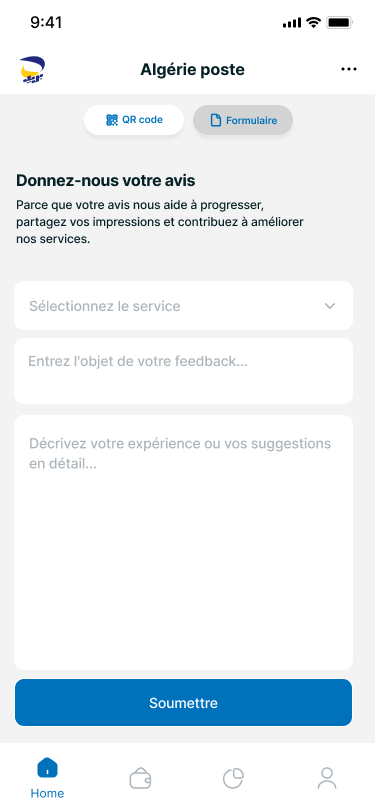 9:41
Algérie poste
QR code
Formulaire
Donnez-nous votre avis
Parce que votre avis nous aide à progresser,
partagez vos impressions et contribuez à améliorer
nos services.
Sélectionnez le service
Entrez l'objet de votre feedback...
Décrivez votre expérience ou vos suggestions
en détail...
Soumettre
Home